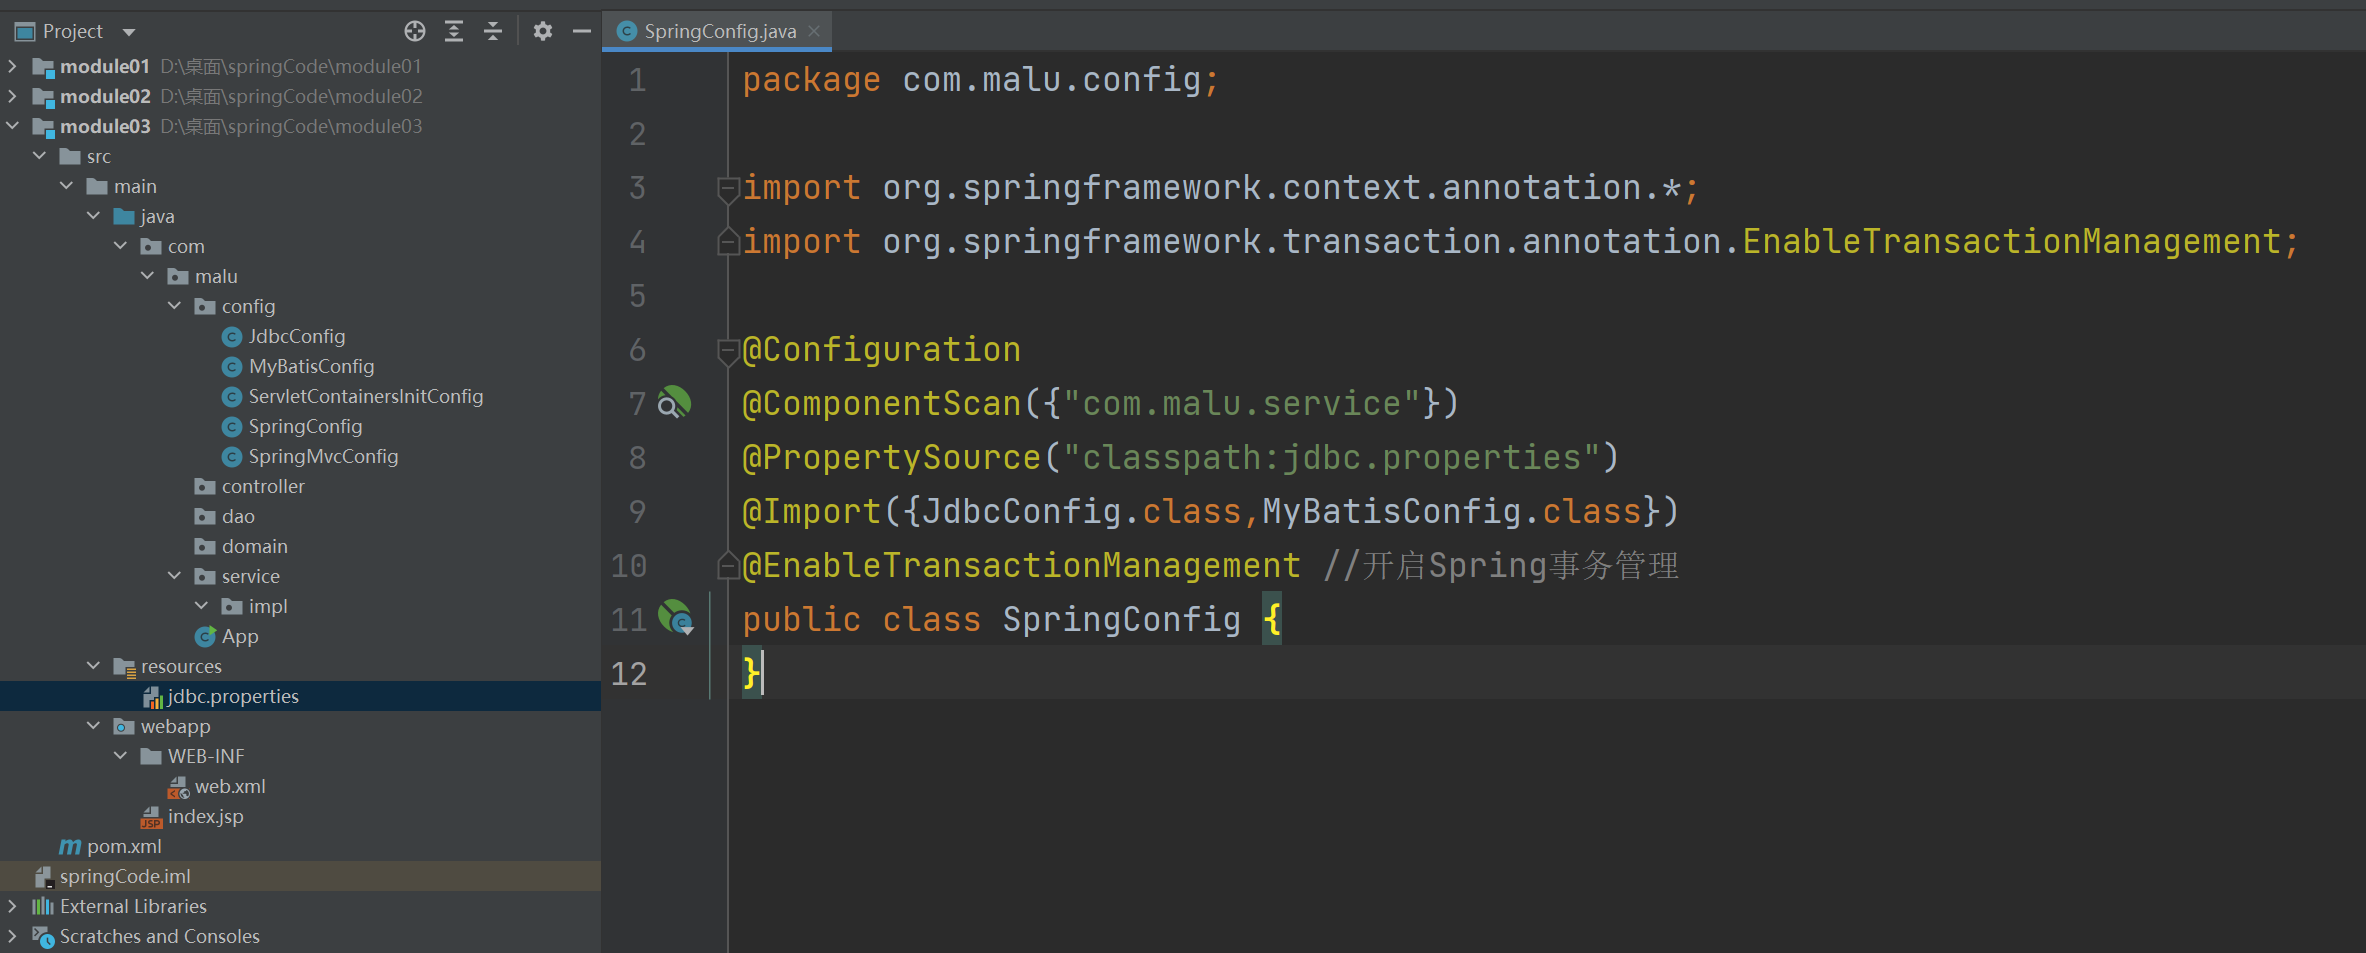 Project
module01 D:\桌面\springCode\module01
module02 D:\桌面\springCode\module02
module03 D:\桌面\springCode\module03
src
main
java
com
malu
config
JdbcConfig
MyBatisConfig
ServletContainersInitConfig
SpringConfig
SpringMvcConfig
controller
dao
domain
service
impl
App
resources
jdbc.properties
webapp
WEB-INF
web.xml
index.jsp
pom.xml
springCode.iml
External Libraries
Scratches and Consoles
SpringConfig.java
1 package com.malu.config;
2
3 import org.springframework.context.annotation.*;
4 import org.springframework.transaction.annotation.EnableTransactionManagement;
5
6 @Configuration
7 @ComponentScan({"com.malu.service"})
8 @PropertySource("classpath:jdbc.properties")
9 @Import({JdbcConfig.class,MyBatisConfig.class})
10 @EnableTransactionManagement //开启Spring事务管理
11 public class SpringConfig {
12 }